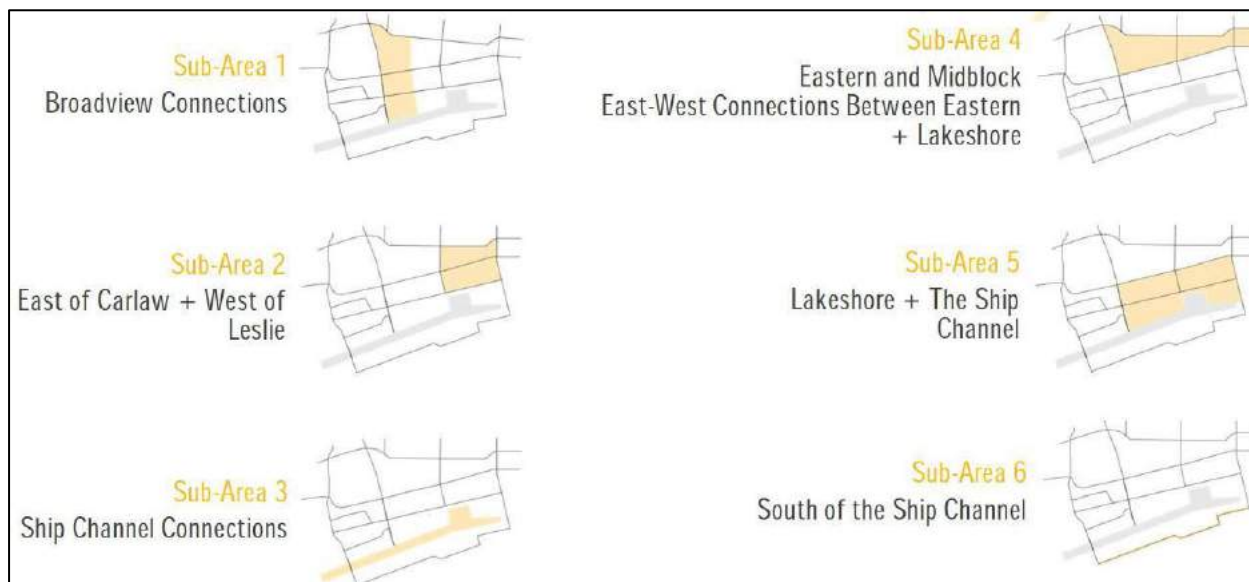 Sub-Area 1
Broadview Connections
Sub-Area 2
East of Carlaw + West of
Leslie
Sub-Area 3
Ship Channel Connections
Sub-Area 4
Eastern and Midblock
East-West Connections Between Eastern
+ Lakeshore
Sub-Area 5
Lakeshore + The Ship
Channel
Sub-Area 6
South of the Ship Channel